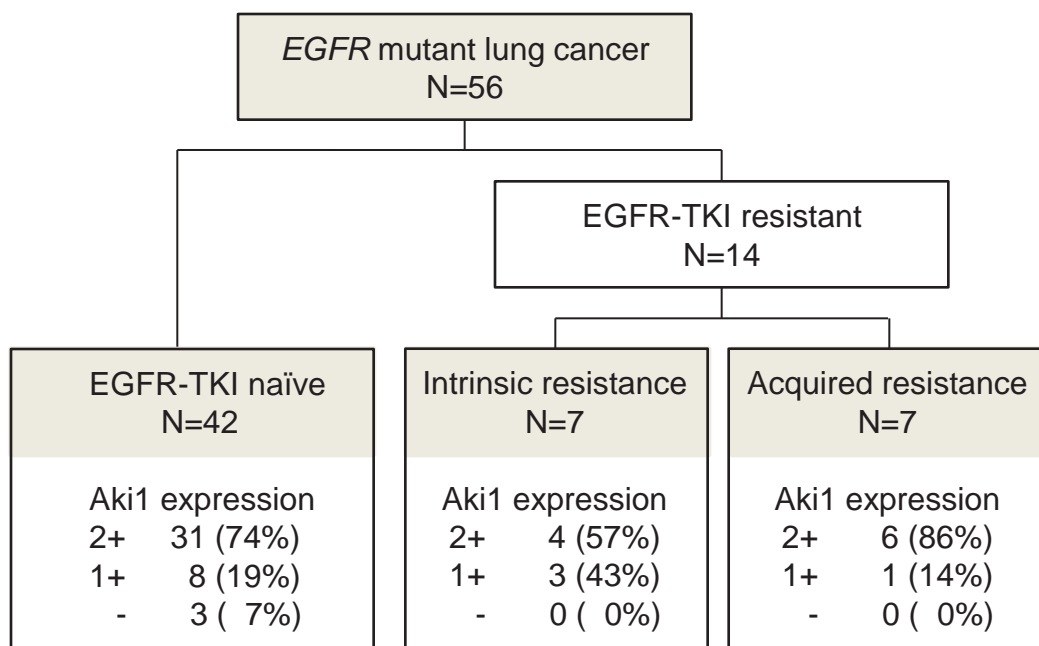 EGFR mutant lung cancer
N=56
EGFR-TKI resistant
N=14
EGFR-TKI naïve
N=42
Aki1 expression
2+ 31 (74%)
1+ 8 (19%)
- 3 ( 7%)
Intrinsic resistance
N=7
Aki1 expression
2+ 4 (57%)
1+ 3 (43%)
- 0 ( 0%)
Acquired resistance
N=7
Aki1 expression
2+ 6 (86%)
1+ 1 (14%)
- 0 ( 0%)